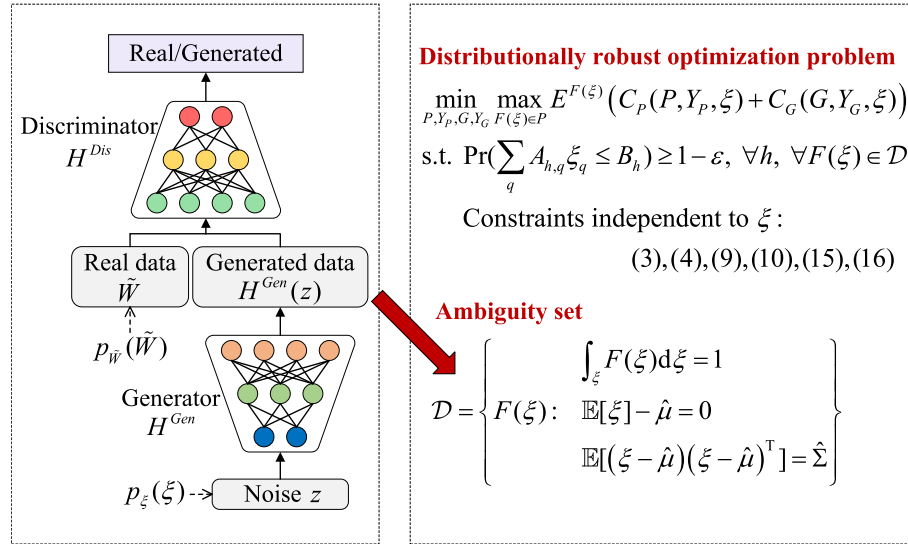 Real/Generated
Discriminator
H^{Dis}
Real data
W̃
Generated data
H^{Gen}(z)
p_{W̃}(W̃)
Generator
H^{Gen}
p_ξ(ξ)
Noise z
Distributionally robust optimization problem
min_{P,Y_P,G,Y_G} max_{F(ξ)∈P} E^{F(ξ)}(C_P(P,Y_P,ξ)+C_G(G,Y_G,ξ))
s.t. Pr(∑_q A_{h,q}ξ_q ≤ B_h) ≥ 1−ε, ∀h, ∀F(ξ)∈𝒟
Constraints independent to ξ:
(3),(4),(9),(10),(15),(16)
Ambiguity set
∫_ξ F(ξ)dξ=1
𝒟 = { F(ξ): 𝔼[ξ]−μ̂=0 }
𝔼[(ξ−μ̂)(ξ−μ̂)^T]=Σ̂